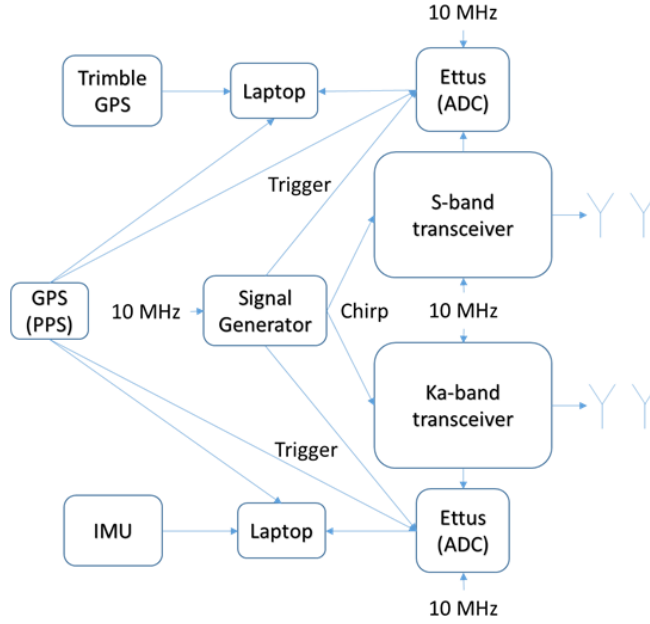 10 MHz
Trimble
GPS
Laptop
Ettus
(ADC)
Trigger
S-band
transceiver
GPS
(PPS)
10 MHz
Signal
Generator
Chirp
10 MHz
Ka-band
transceiver
Trigger
IMU
Laptop
Ettus
(ADC)
10 MHz